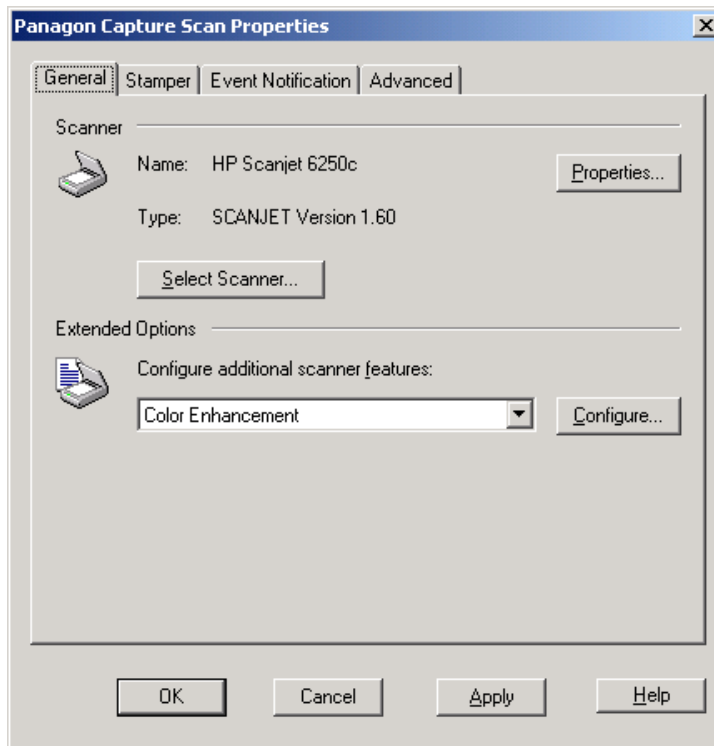 Panagon Capture Scan Properties
General Stamper Event Notification Advanced
Scanner
Name: HP Scanjet 6250c Properties...
Type: SCANJET Version 1.60
Select Scanner...
Extended Options
Configure additional scanner features:
Color Enhancement Configure...
OK Cancel Apply Help